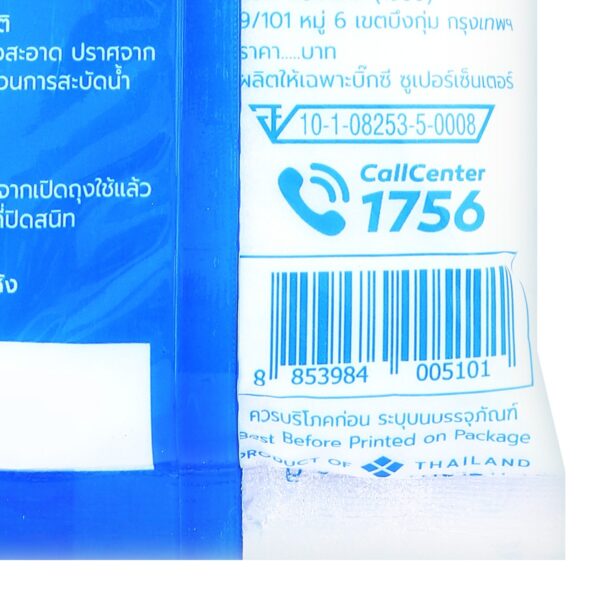 ติ
สะอาด ปราศจาก
วนการสะบัดน้ำ
จากเปิดถุงใช้แล้ว
ปิดสนิท
9/101 หมู่ 6 เขตบึงกุ่ม กรุงเทพฯ
ราคา.....บาท
ผลิตให้เฉพาะบิ๊กซี ซูเปอร์เซ็นเตอร์
10-1-08253-5-0008
CallCenter
1756
8 853984 005101
ควรบริโภคก่อน ระบุบนบรรจุภัณฑ์
Best Before Printed on Package
PRODUCT OF THAILAND